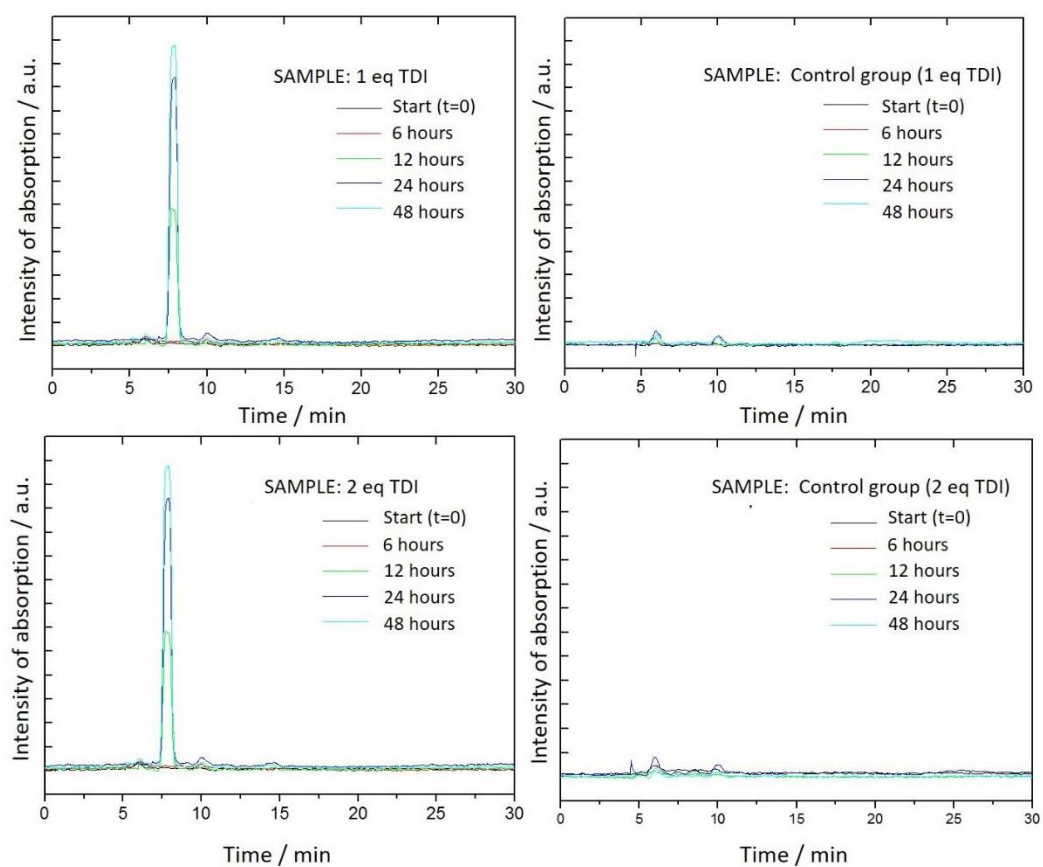 SAMPLE: 1 eq TDI
Start (t=0)
6 hours
12 hours
24 hours
48 hours
Intensity of absorption / a.u.
0 5 10 15 20 25 30
Time / min
SAMPLE: Control group (1 eq TDI)
Start (t=0)
6 hours
12 hours
24 hours
48 hours
Intensity of absorption / a.u.
0 5 10 15 20 25 30
Time / min
SAMPLE: 2 eq TDI
Start (t=0)
6 hours
12 hours
24 hours
48 hours
Intensity of absorption / a.u.
0 5 10 15 20 25 30
Time / min
SAMPLE: Control group (2 eq TDI)
Start (t=0)
6 hours
12 hours
24 hours
48 hours
Intensity of absorption / a.u.
0 5 10 15 20 25 30
Time / min